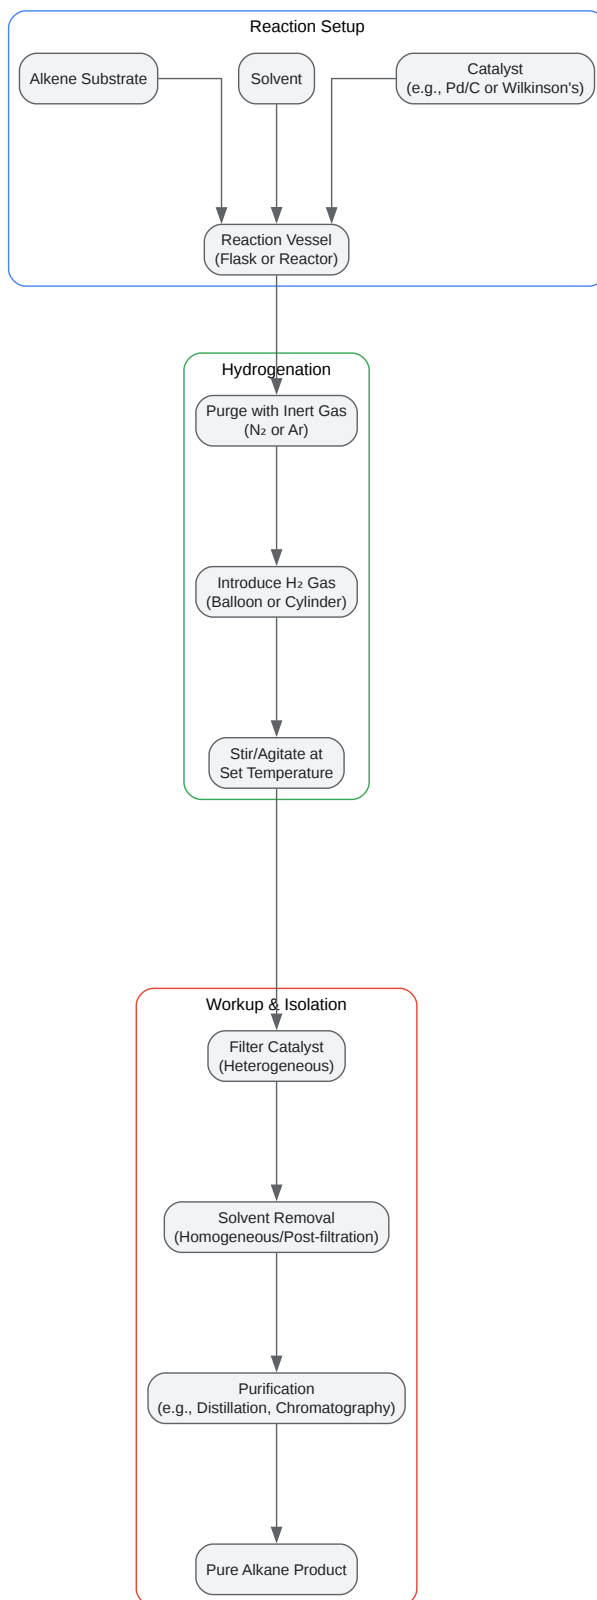 Reaction Setup
Alkene Substrate
Solvent
Catalyst
(e.g., Pd/C or Wilkinson's)
Reaction Vessel
(Flask or Reactor)
Hydrogenation
Purge with Inert Gas
(N₂ or Ar)
Introduce H₂ Gas
(Balloon or Cylinder)
Stir/Agitate at
Set Temperature
Workup & Isolation
Filter Catalyst
(Heterogeneous)
Solvent Removal
(Homogeneous/Post-filtration)
Purification
(e.g., Distillation, Chromatography)
Pure Alkane Product